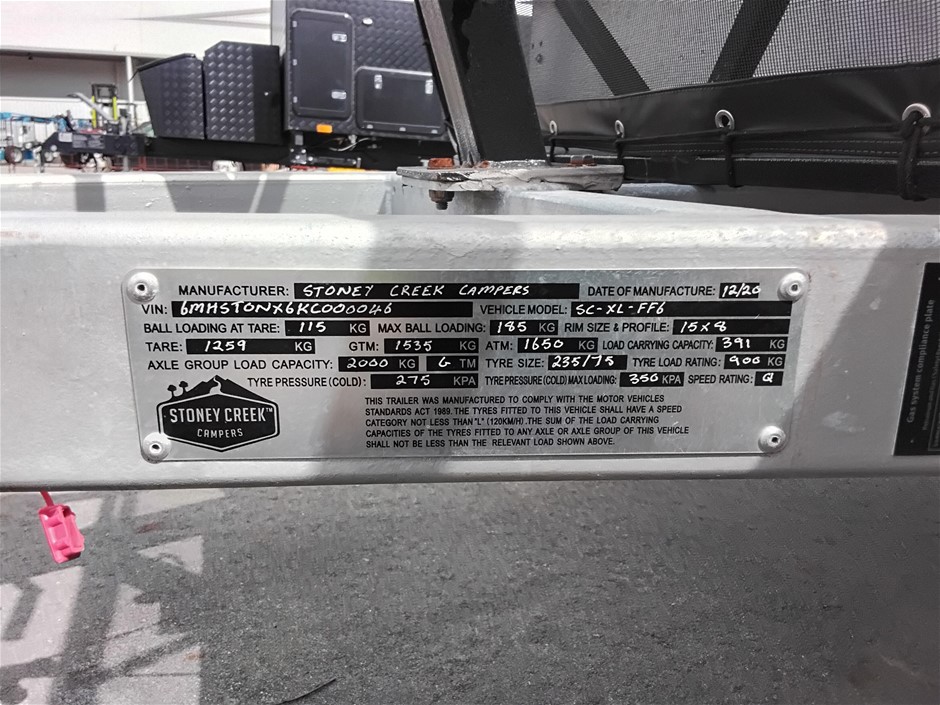 MANUFACTURER: STONEY CREEK CAMPERS DATE OF MANUFACTURE: 12/20
VIN: 6MHSTONX6KC000046 VEHICLE MODEL: SC-XL-FF6
BALL LOADING AT TARE: 115 KG MAX BALL LOADING: 185 KG RIM SIZE & PROFILE: 15x8
TARE: 1259 KG GTM: 1535 KG ATM: 1650 KG LOAD CARRYING CAPACITY: 391 KG
AXLE GROUP LOAD CAPACITY: 2000 KG G TM TYRE SIZE: 235/75 TYRE LOAD RATING: 900 KG
TYRE PRESSURE (COLD): 275 KPA TYRE PRESSURE (COLD) MAX LOADING: 350 KPA SPEED RATING: Q
STONEY CREEK™
CAMPERS
THIS TRAILER WAS MANUFACTURED TO COMPLY WITH THE MOTOR VEHICLES
STANDARDS ACT 1989. THE TYRES FITTED TO THIS VEHICLE SHALL HAVE A SPEED
CATEGORY NOT LESS THAN "L" (120KM/H). THE SUM OF THE LOAD CARRYING
CAPACITIES OF THE TYRES FITTED TO ANY AXLE OR AXLE GROUP OF THIS VEHICLE
SHALL NOT BE LESS THAN THE RELEVANT LOAD SHOWN ABOVE.
Gas system compliance plate